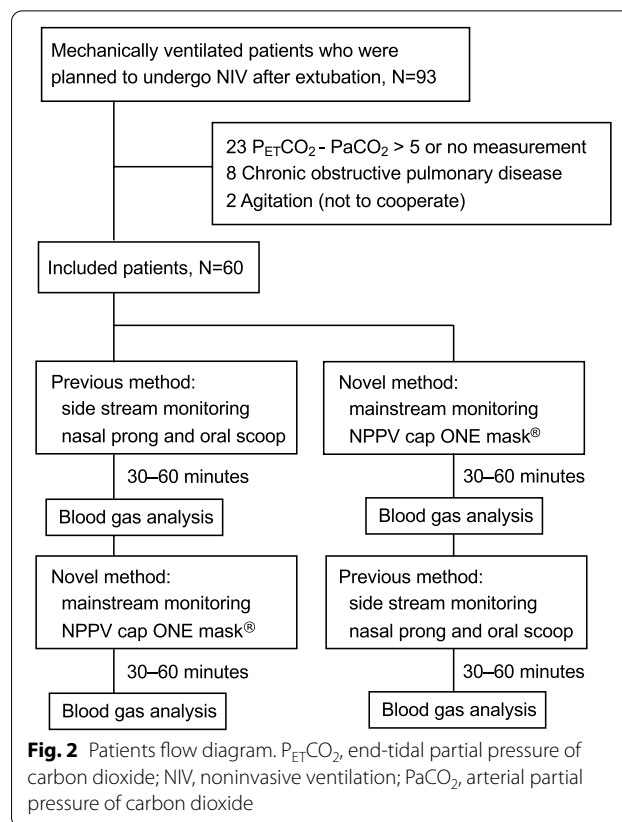 Mechanically ventilated patients who were
planned to undergo NIV after extubation, N=93
23 PETCO2 - PaCO2 > 5 or no measurement
8 Chronic obstructive pulmonary disease
2 Agitation (not to cooperate)
Included patients, N=60
Previous method:
side stream monitoring
nasal prong and oral scoop
30–60 minutes
Blood gas analysis
Novel method:
mainstream monitoring
NPPV cap ONE mask®
30–60 minutes
Blood gas analysis
Novel method:
mainstream monitoring
NPPV cap ONE mask®
30–60 minutes
Blood gas analysis
Previous method:
side stream monitoring
nasal prong and oral scoop
30–60 minutes
Blood gas analysis
Fig. 2 Patients flow diagram. PETCO2, end-tidal partial pressure of
carbon dioxide; NIV, noninvasive ventilation; PaCO2, arterial partial
pressure of carbon dioxide